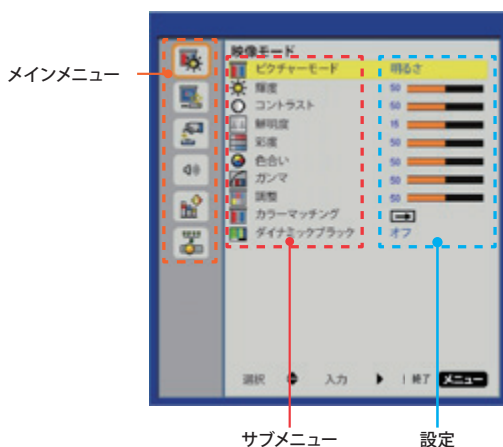 メインメニュー
映像モード
ピクチャーモード 明るさ
輝度 50
コントラスト 50
鮮明度 15
彩度 50
色合い 50
ガンマ 50
調整 50
カラーマッチング
ダイナミックブラック オフ
選択 入力 | 終了 メニュー
サブメニュー 設定